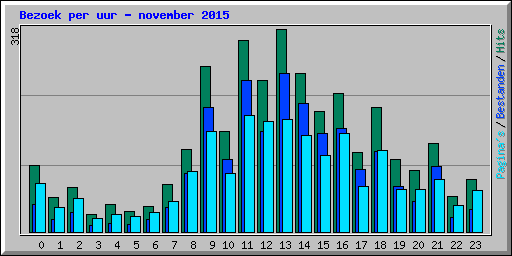 Bezoek per uur - november 2015
318
Pagina's/Bestanden/Hits
0 1 2 3 4 5 6 7 8 9 10 11 12 13 14 15 16 17 18 19 20 21 22 23